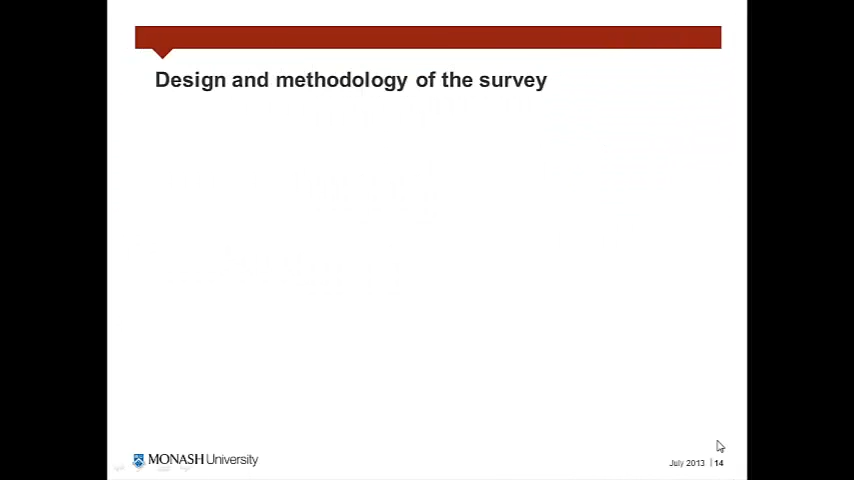 Design and methodology of the survey
MONASH University
July 2013 | 14